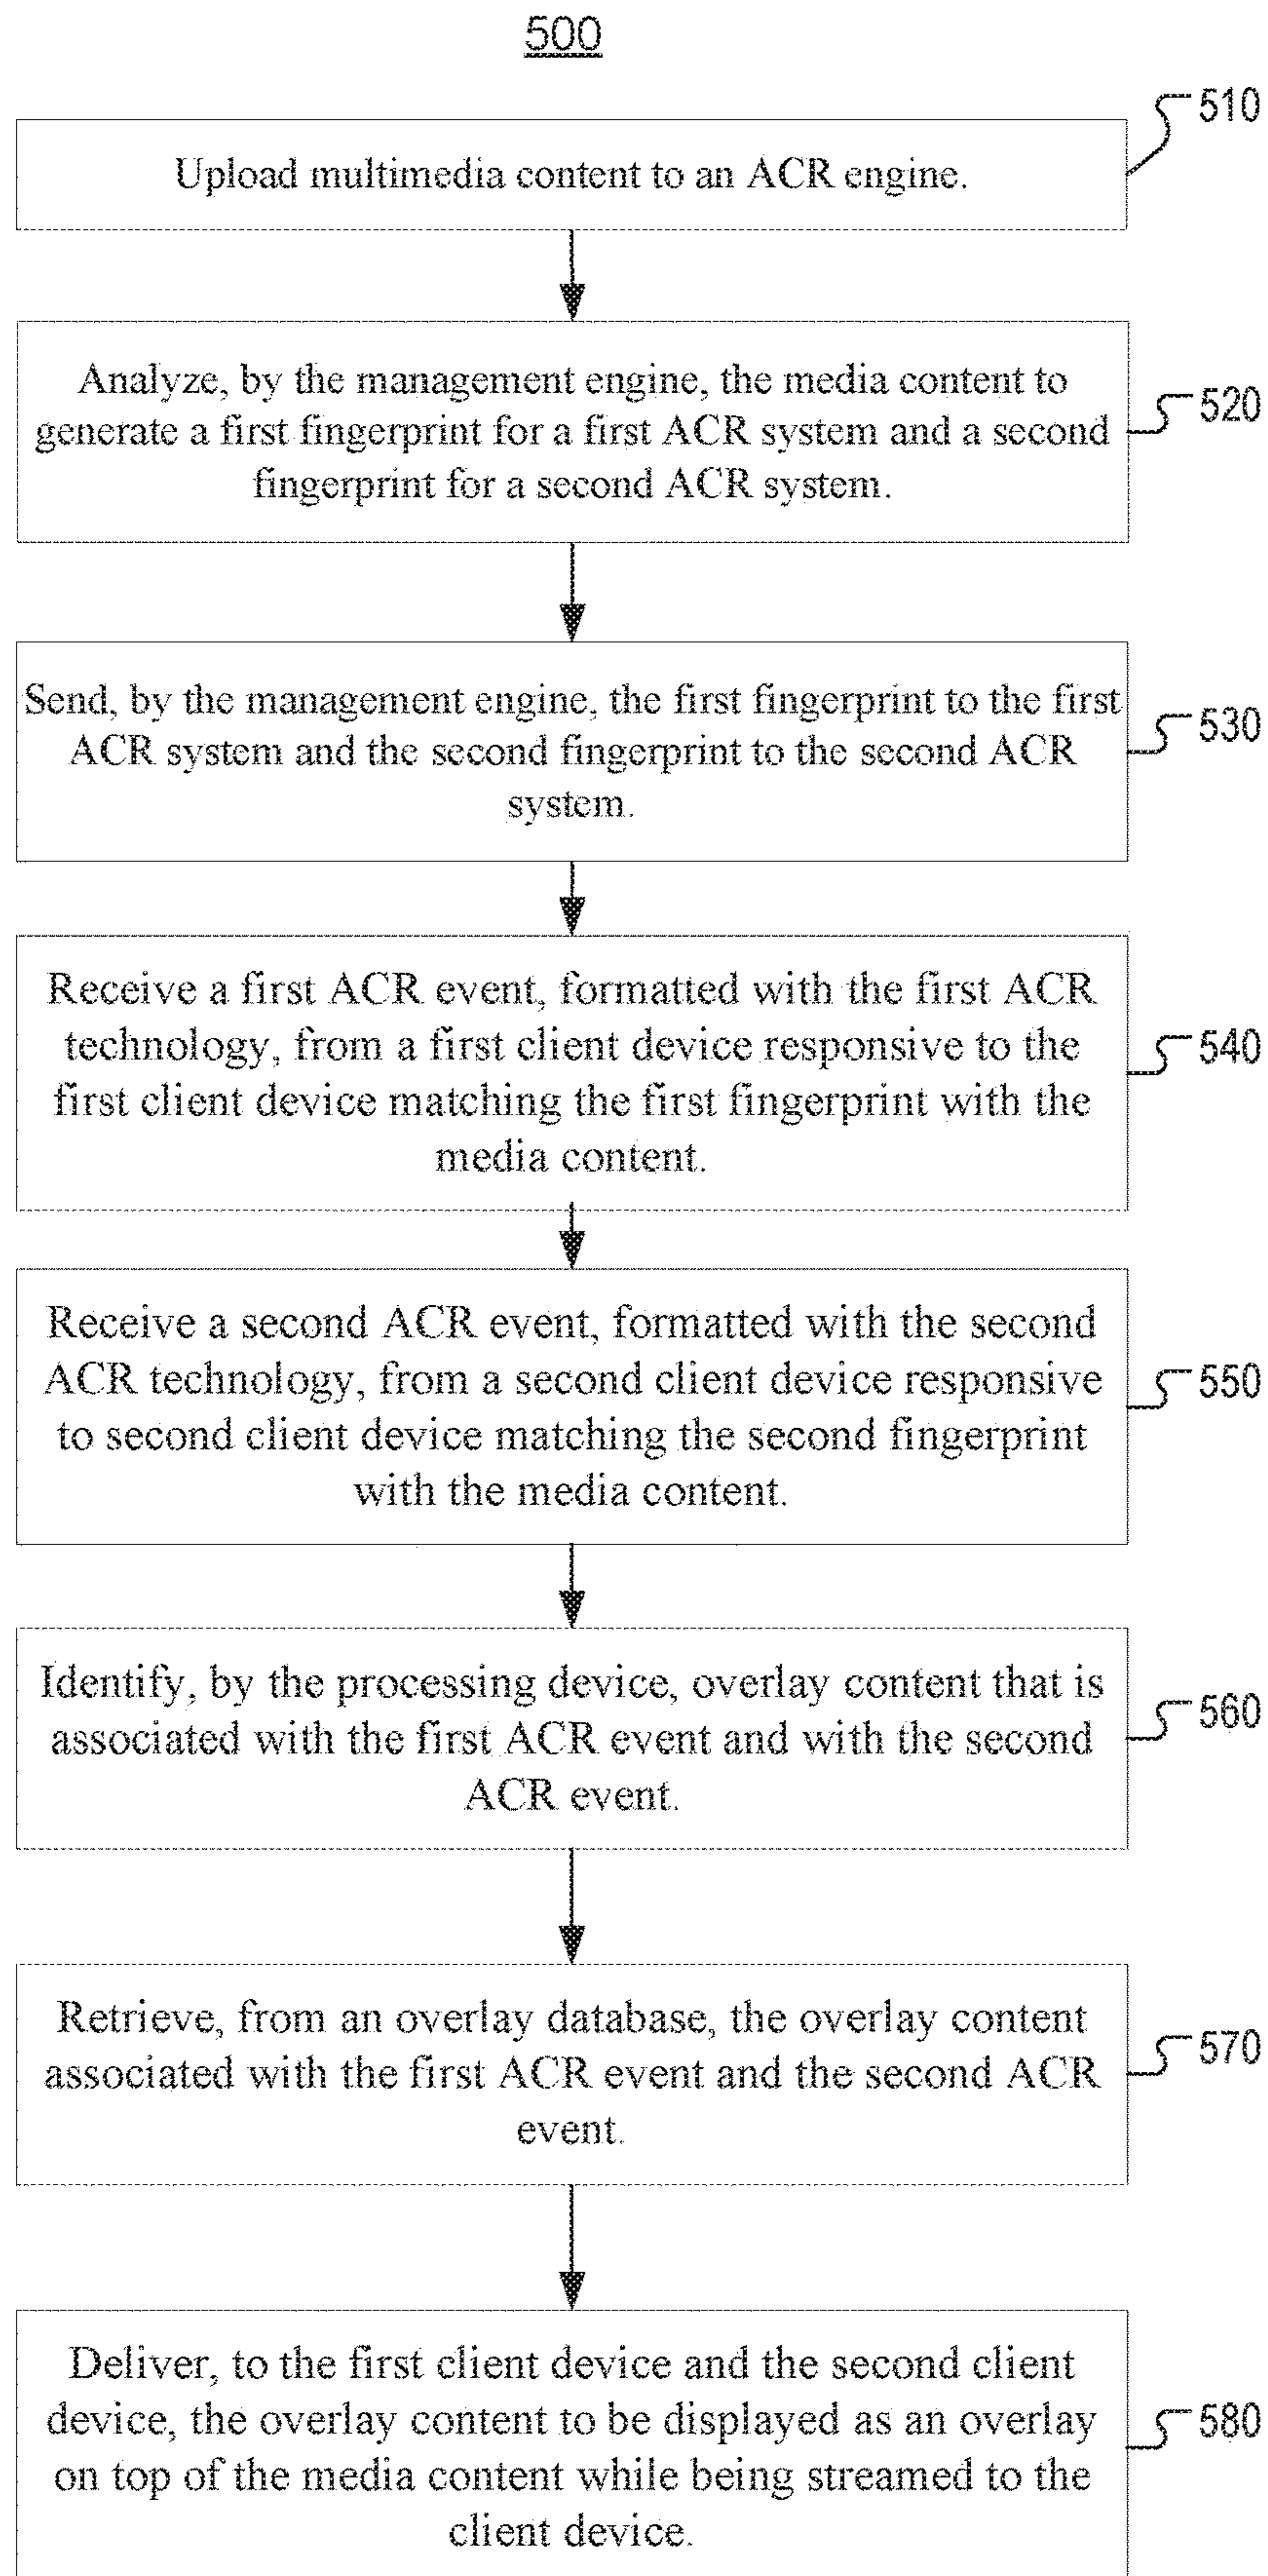 500
510
Upload multimedia content to an ACR engine.
Analyze, by the management engine, the media content to
generate a first fingerprint for a first ACR system and a second
fingerprint for a second ACR system.
520
Send, by the management engine, the first fingerprint to the first
ACR system and the second fingerprint to the second ACR
system.
530
Receive a first ACR event, formatted with the first ACR
technology, from a first client device responsive to the
first client device matching the first fingerprint with the
media content.
540
Receive a second ACR event, formatted with the second
ACR technology, from a second client device responsive
to second client device matching the second fingerprint
with the media content.
550
Identify, by the processing device, overlay content that is
associated with the first ACR event and with the second
ACR event.
560
Retrieve, from an overlay database, the overlay content
associated with the first ACR event and the second ACR
event.
570
Deliver, to the first client device and the second client
device, the overlay content to be displayed as an overlay
on top of the media content while being streamed to the
client device.
580